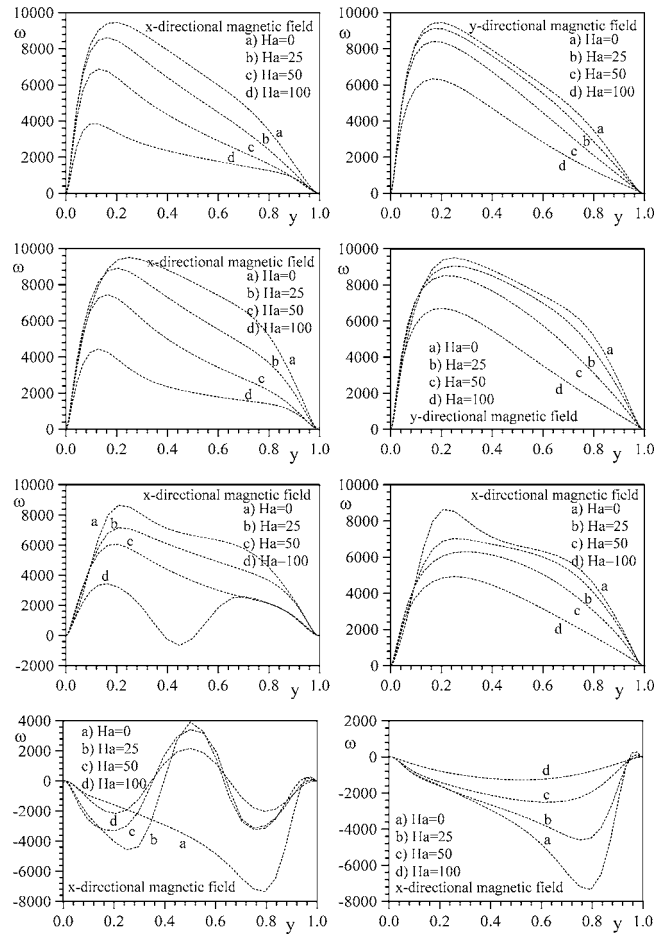 x-directional magnetic field
a) Ha=0
b) Ha=25
c) Ha=50
d) Ha=100
ω
10000
8000
6000
4000
2000
0
a
b
c
d
0.0 0.2 0.4 0.6 0.8 1.0
y
y-directional magnetic field
a) Ha=0
b) Ha=25
c) Ha=50
d) Ha=100
ω
10000
8000
6000
4000
2000
0
a
b
c
d
0.0 0.2 0.4 0.6 0.8 1.0
y
x-directional magnetic field
a) Ha=0
b) Ha=25
c) Ha=50
d) Ha=100
ω
10000
8000
6000
4000
2000
0
a
b
c
d
0.0 0.2 0.4 0.6 0.8 1.0
y
ω
10000
8000
6000
4000
2000
0
a) Ha=0
b) Ha=25
c) Ha=50
d) Ha=100
y-directional magnetic field
a
b
c
d
0.0 0.2 0.4 0.6 0.8 1.0
y
x-directional magnetic field
a) Ha=0
b) Ha=25
c) Ha=50
d) Ha=100
ω
10000
8000
6000
4000
2000
0
-2000
a
b
c
d
0.0 0.2 0.4 0.6 0.8 1.0
y
x-directional magnetic field
a) Ha=0
b) Ha=25
c) Ha=50
d) Ha=100
ω
10000
8000
6000
4000
2000
0
a
b
c
d
0.0 0.2 0.4 0.6 0.8 1.0
y
ω
4000
2000
0
-2000
-4000
-6000
-8000
a) Ha=0
b) Ha=25
c) Ha=50
d) Ha=100
d
c
b
a
x-directional magnetic field
0.0 0.2 0.4 0.6 0.8 1.0
y
ω
2000
0
-2000
-4000
-6000
-8000
d
c
b
a
a) Ha=0
b) Ha=25
c) Ha=50
d) Ha=100
x-directional magnetic field
0.0 0.2 0.4 0.6 0.8 1.0
y